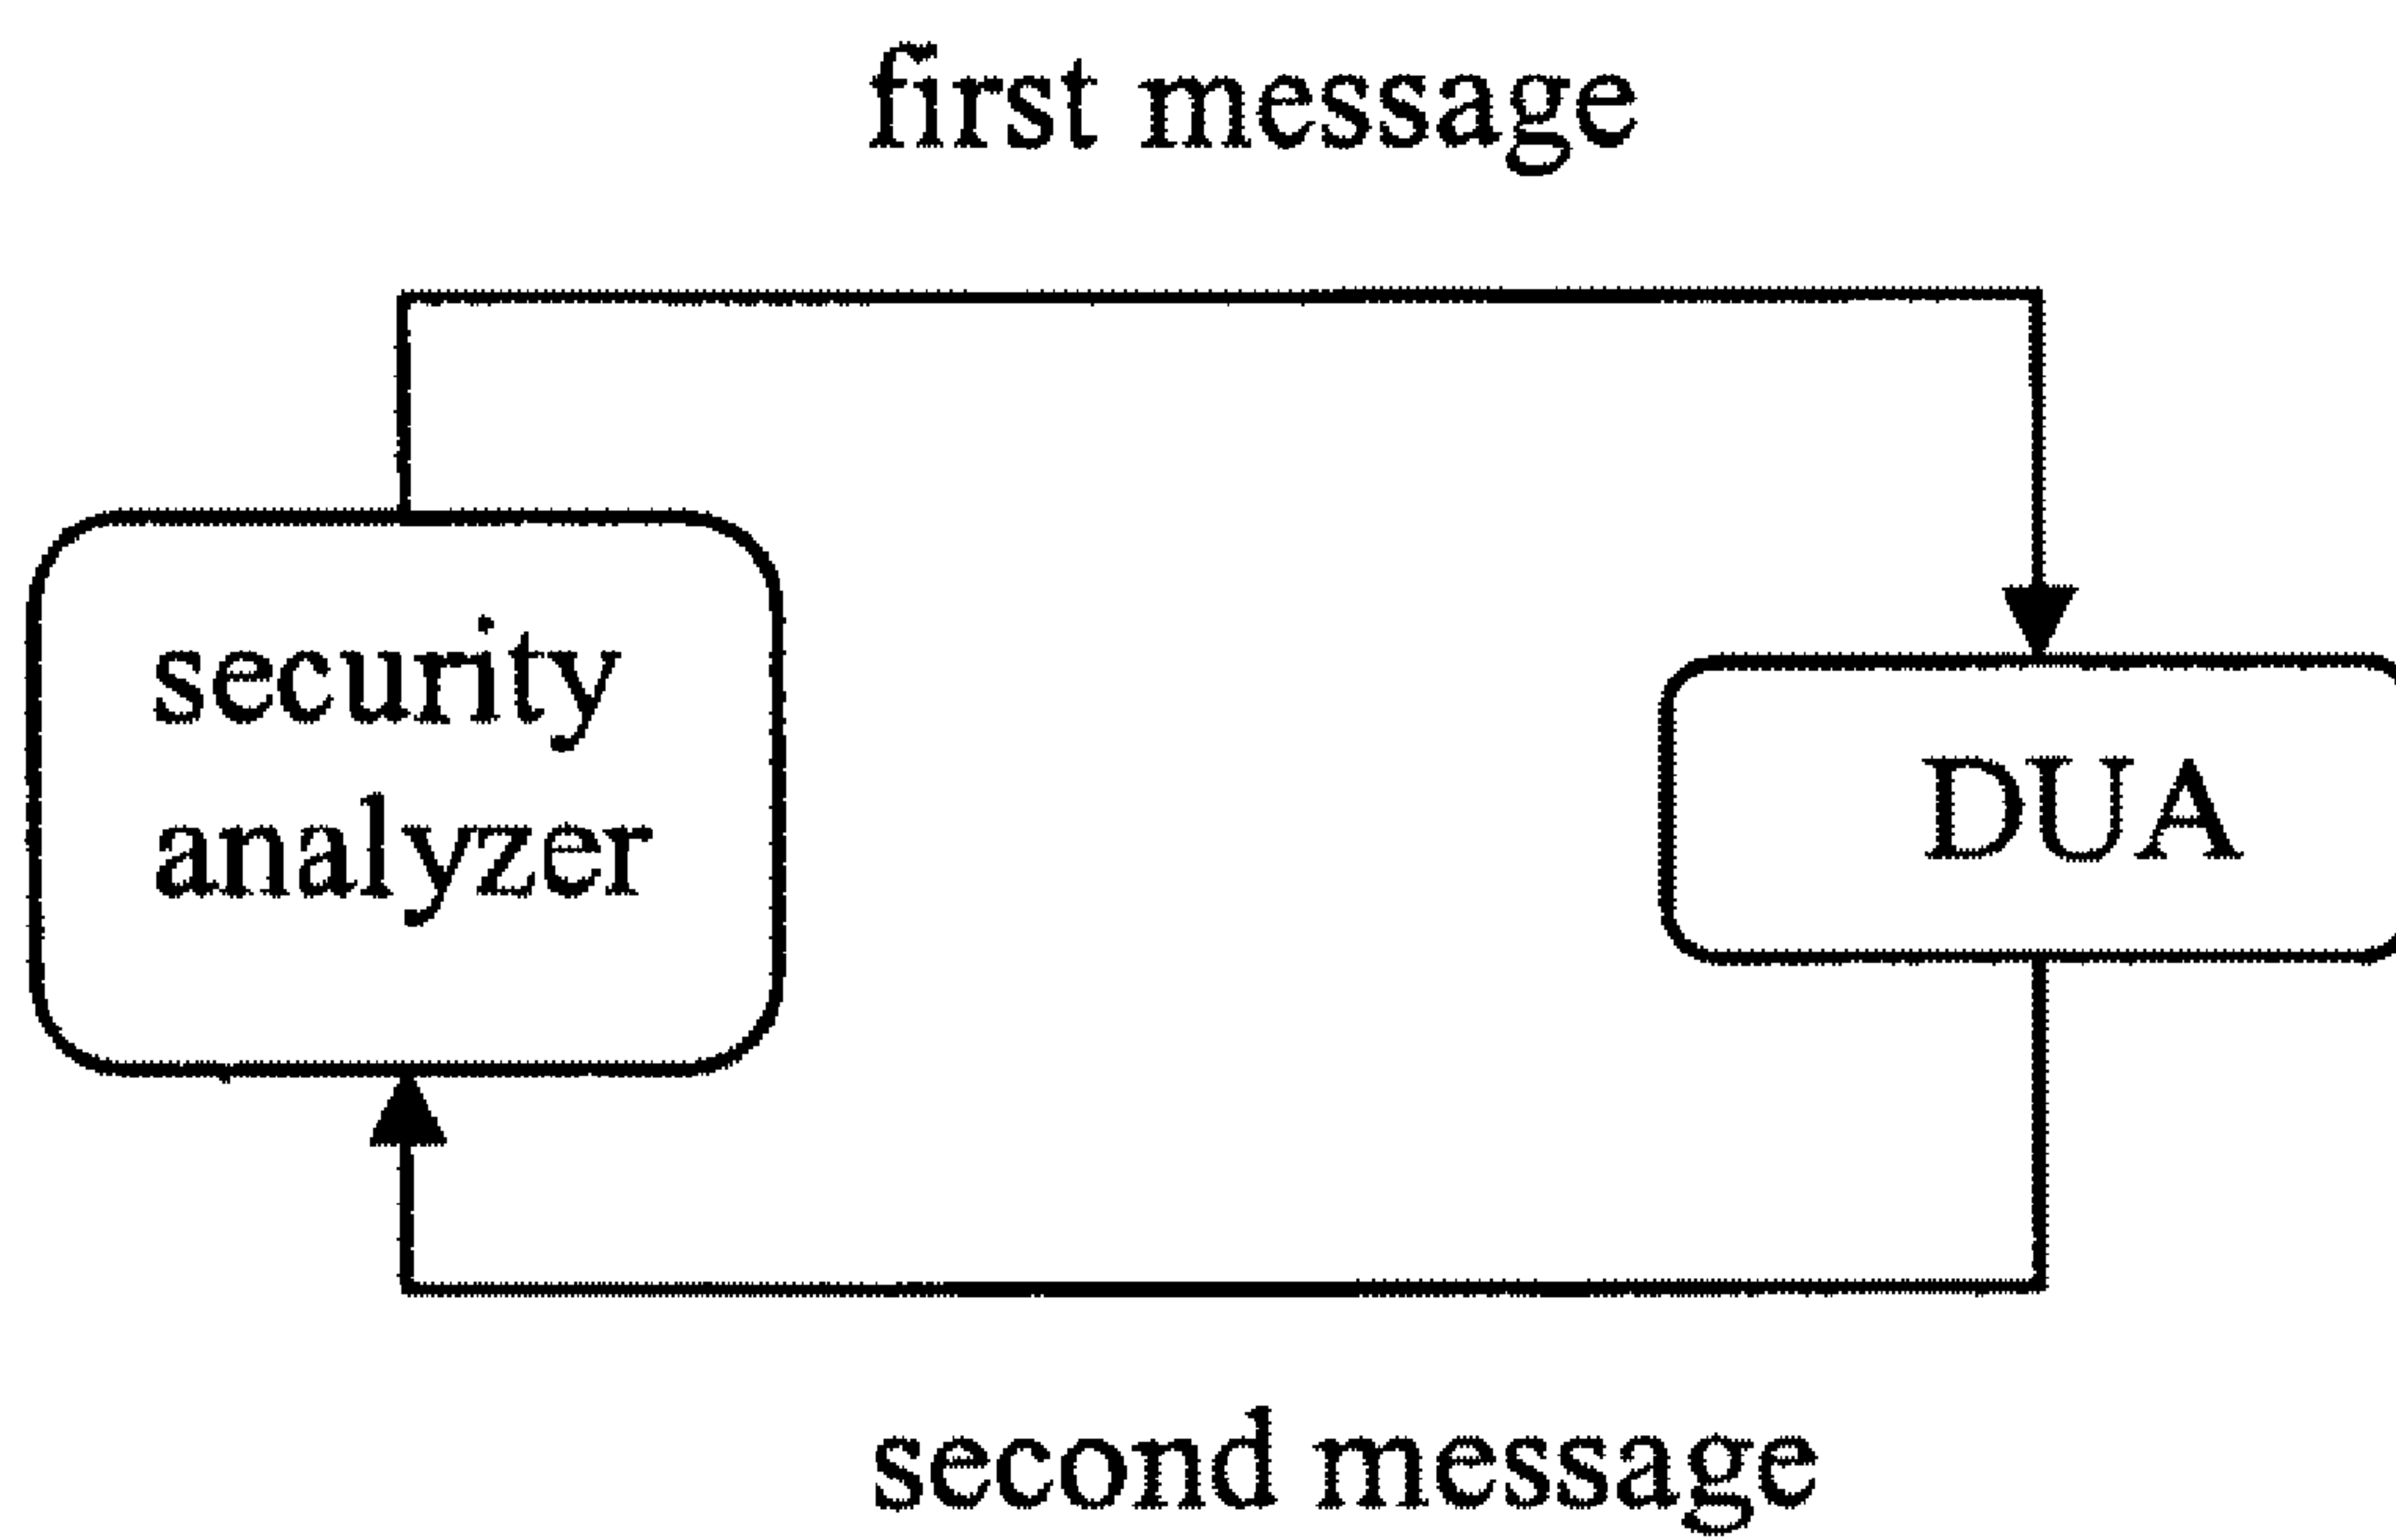 first message
security
analyzer
DUA
second message